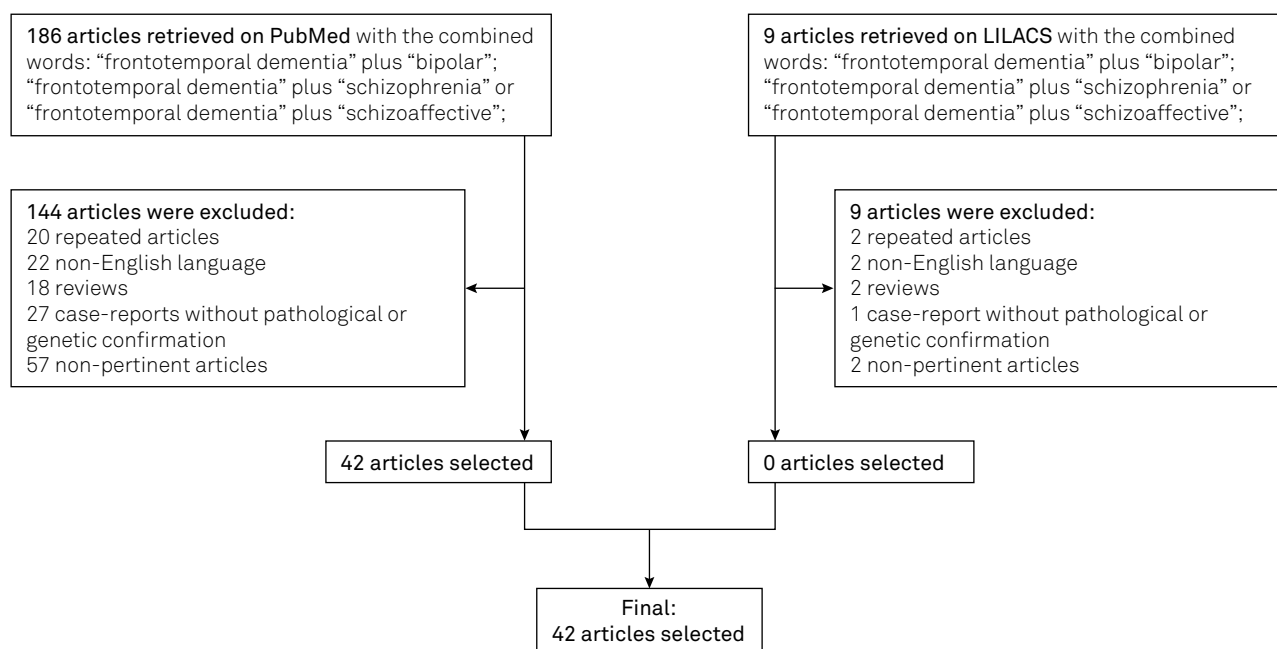 186 articles retrieved on PubMed with the combined
words: “frontotemporal dementia” plus “bipolar”;
“frontotemporal dementia” plus “schizophrenia” or
“frontotemporal dementia” plus “schizoaffective”;
9 articles retrieved on LILACS with the combined
words: “frontotemporal dementia” plus “bipolar”;
“frontotemporal dementia” plus “schizophrenia” or
“frontotemporal dementia” plus “schizoaffective”;
144 articles were excluded:
20 repeated articles
22 non-English language
18 reviews
27 case-reports without pathological or
genetic confirmation
57 non-pertinent articles
9 articles were excluded:
2 repeated articles
2 non-English language
2 reviews
1 case-report without pathological or
genetic confirmation
2 non-pertinent articles
42 articles selected
0 articles selected
Final:
42 articles selected